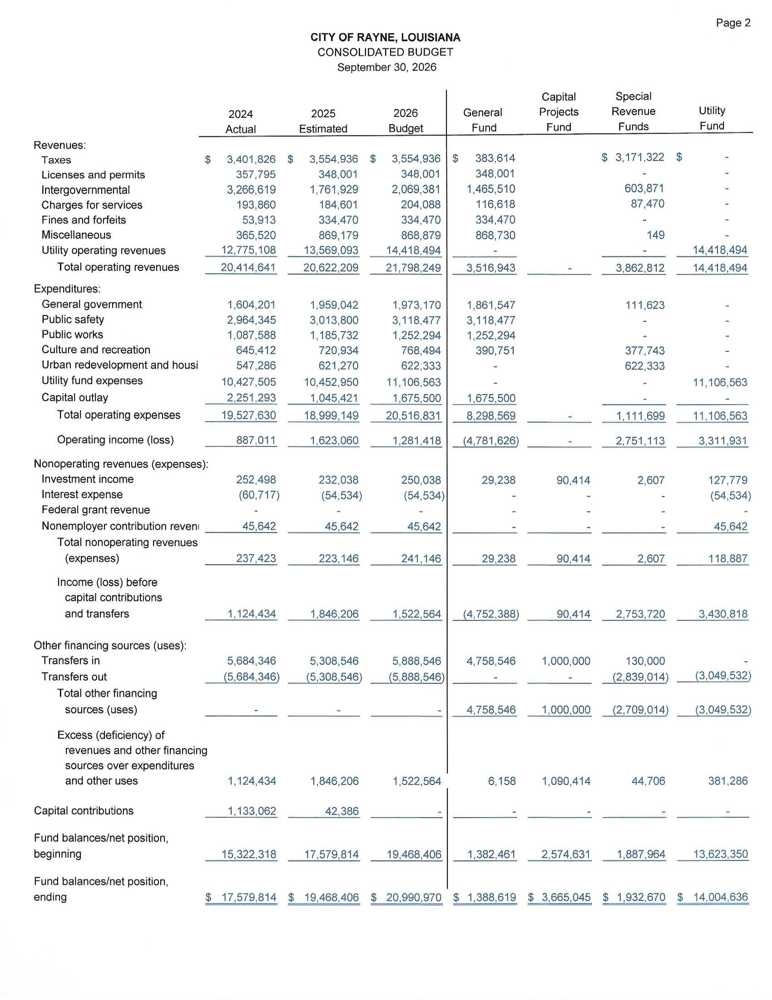 Page 2
CITY OF RAYNE, LOUISIANA
CONSOLIDATED BUDGET
September 30, 2026
Capital Special
2024 2025 2026 General Projects Revenue Utility
Actual Estimated Budget Fund Fund Funds Fund
Revenues:
Taxes $ 3,401,826 $ 3,554,936 $ 3,554,936 $ 383,614 $ 3,171,322 $ -
Licenses and permits 357,795 348,001 348,001 348,001 - -
Intergovernmental 3,266,619 1,761,929 2,069,381 1,465,510 603,871 -
Charges for services 193,860 184,601 204,088 116,618 87,470 -
Fines and forfeits 53,913 334,470 334,470 334,470 - -
Miscellaneous 365,520 869,179 868,879 868,730 149 -
Utility operating revenues 12,775,108 13,569,093 14,418,494 - - 14,418,494
Total operating revenues 20,414,641 20,622,209 21,798,249 3,516,943 - 3,862,812 14,418,494
Expenditures:
General government 1,604,201 1,959,042 1,973,170 1,861,547 111,623 -
Public safety 2,964,345 3,013,800 3,118,477 3,118,477 - -
Public works 1,087,588 1,185,732 1,252,294 1,252,294 - -
Culture and recreation 645,412 720,934 768,494 390,751 377,743 -
Urban redevelopment and housi 547,286 621,270 622,333 - 622,333 -
Utility fund expenses 10,427,505 10,452,950 11,106,563 - - 11,106,563
Capital outlay 2,251,293 1,045,421 1,675,500 1,675,500 - -
Total operating expenses 19,527,630 18,999,149 20,516,831 8,298,569 - 1,111,699 11,106,563
Operating income (loss) 887,011 1,623,060 1,281,418 (4,781,626) - 2,751,113 3,311,931
Nonoperating revenues (expenses):
Investment income 252,498 232,038 250,038 29,238 90,414 2,607 127,779
Interest expense (60,717) (54,534) (54,534) - - - (54,534)
Federal grant revenue - - - - - - -
Nonemployer contribution reven 45,642 45,642 45,642 - - - 45,642
Total nonoperating revenues
(expenses) 237,423 223,146 241,146 29,238 90,414 2,607 118,887
Income (loss) before
capital contributions
and transfers 1,124,434 1,846,206 1,522,564 (4,752,388) 90,414 2,753,720 3,430,818
Other financing sources (uses):
Transfers in 5,684,346 5,308,546 5,888,546 4,758,546 1,000,000 130,000 -
Transfers out (5,684,346) (5,308,546) (5,888,546) - - (2,839,014) (3,049,532)
Total other financing
sources (uses) - - - 4,758,546 1,000,000 (2,709,014) (3,049,532)
Excess (deficiency) of
revenues and other financing
sources over expenditures
and other uses 1,124,434 1,846,206 1,522,564 6,158 1,090,414 44,706 381,286
Capital contributions 1,133,062 42,386 - - - - -
Fund balances/net position,
beginning 15,322,318 17,579,814 19,468,406 1,382,461 2,574,631 1,887,964 13,623,350
Fund balances/net position,
ending $ 17,579,814 $ 19,468,406 $ 20,990,970 $ 1,388,619 $ 3,665,045 $ 1,932,670 $ 14,004,636